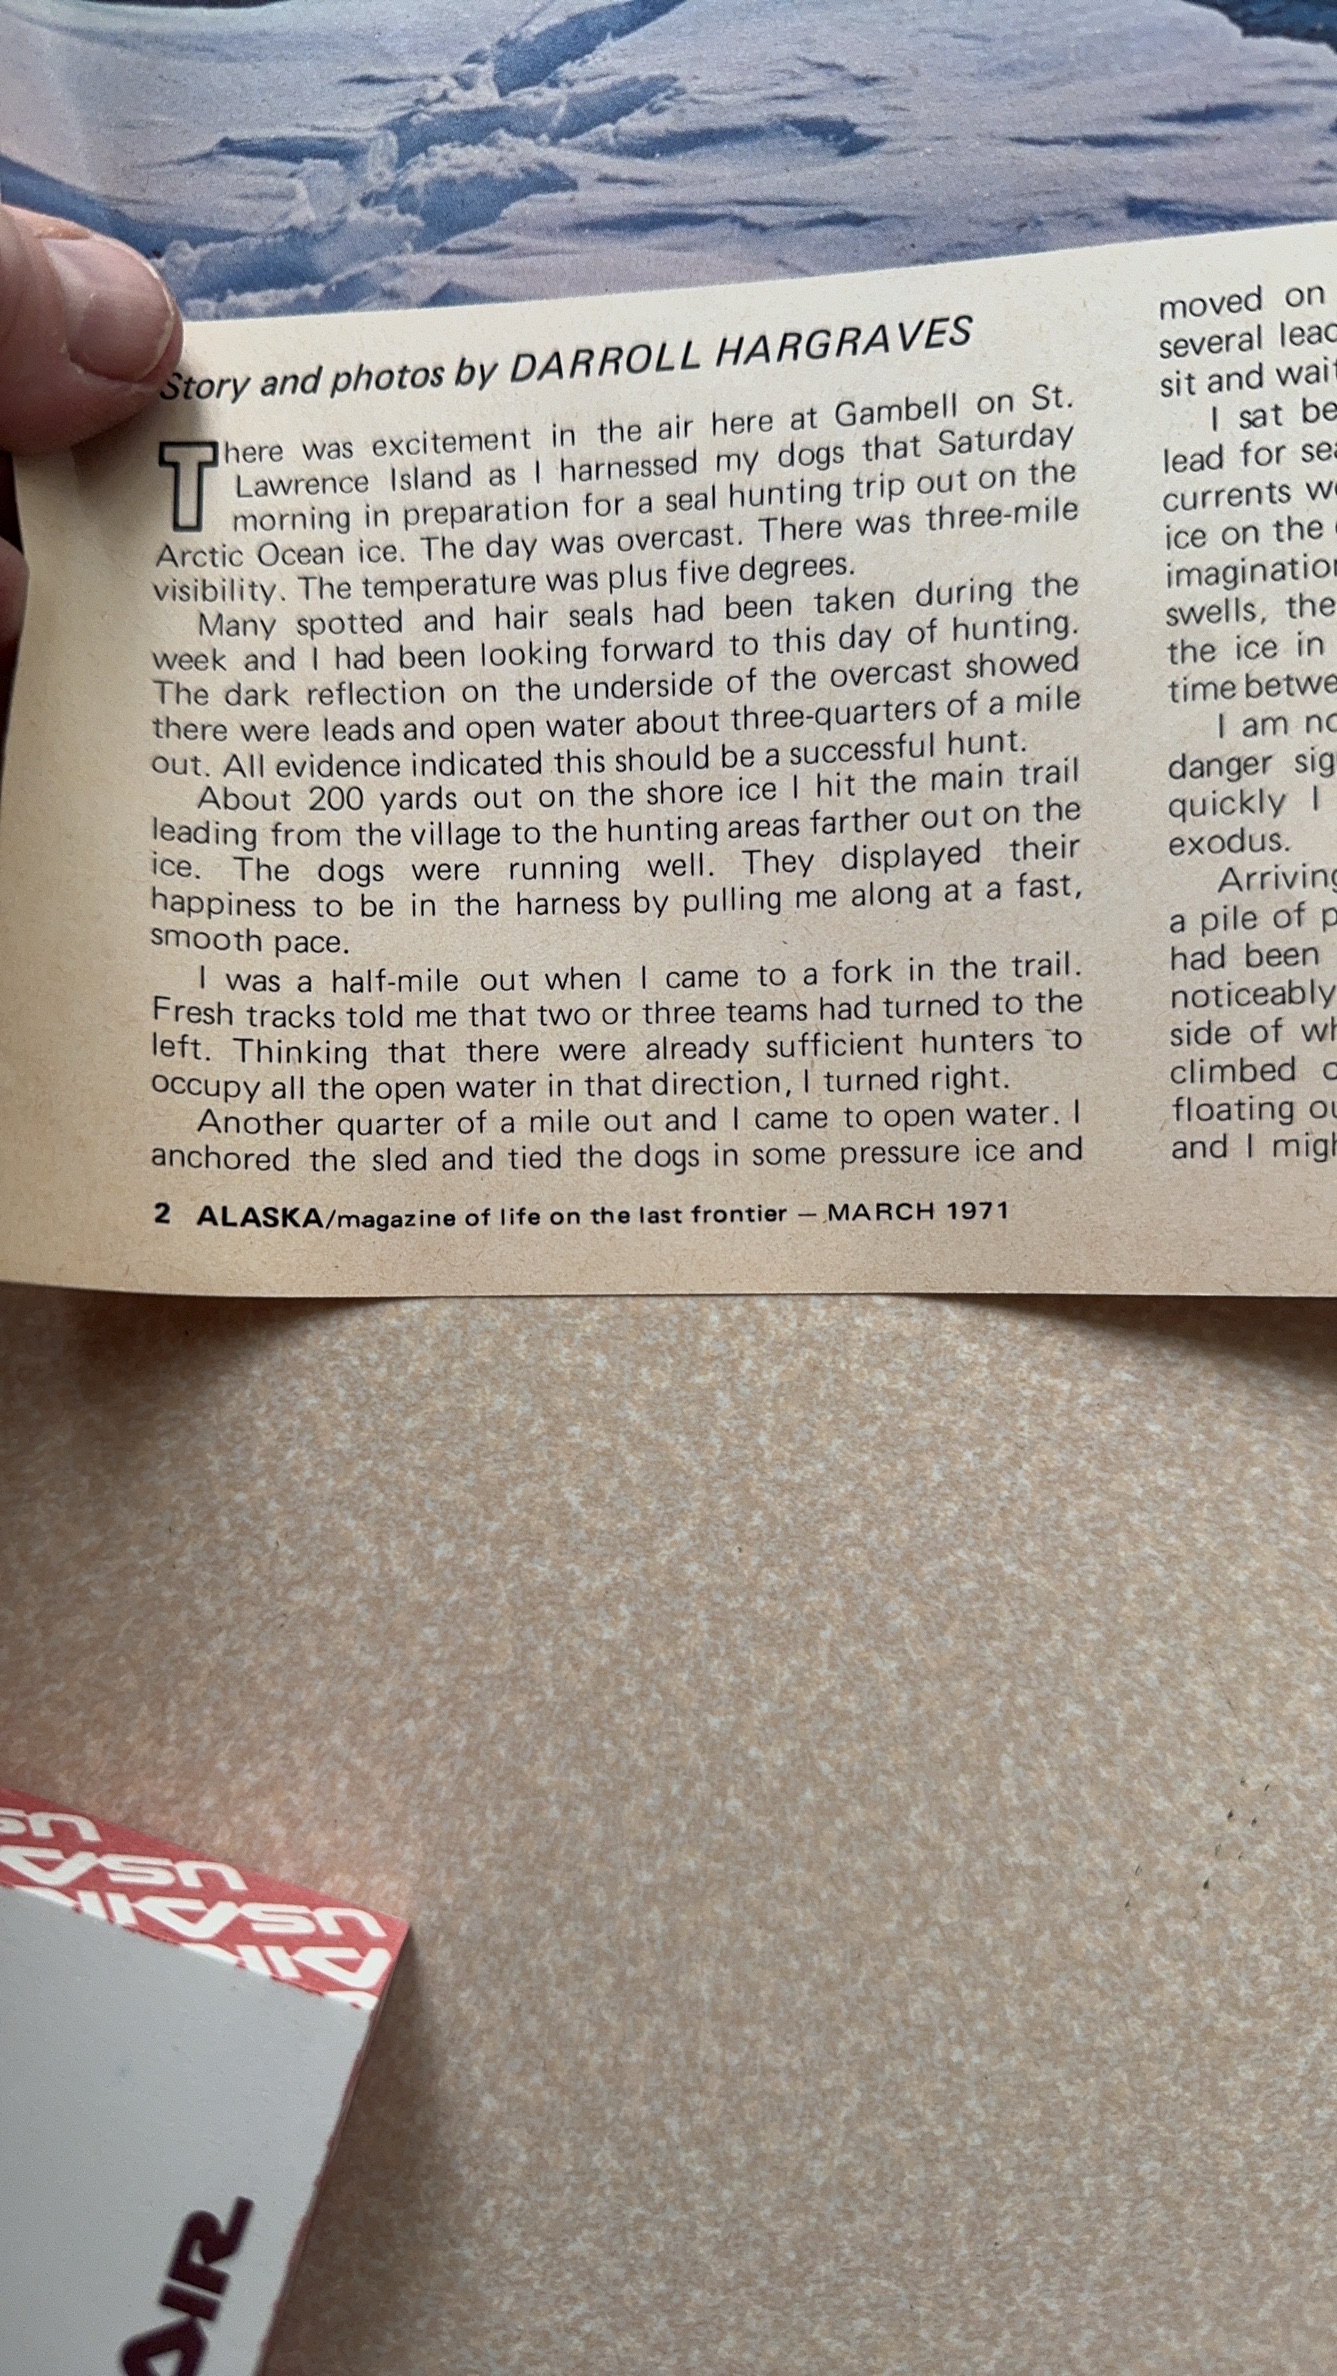 Story and photos by DARROLL HARGRAVES
There was excitement in the air here at Gambell on St.
Lawrence Island as I harnessed my dogs that Saturday
morning in preparation for a seal hunting trip out on the
Arctic Ocean ice. The day was overcast. There was three-mile
visibility. The temperature was plus five degrees.
Many spotted and hair seals had been taken during the
week and I had been looking forward to this day of hunting.
The dark reflection on the underside of the overcast showed
there were leads and open water about three-quarters of a mile
out. All evidence indicated this should be a successful hunt.
About 200 yards out on the shore ice I hit the main trail
leading from the village to the hunting areas farther out on the
ice. The dogs were running well. They displayed their
happiness to be in the harness by pulling me along at a fast,
smooth pace.
I was a half-mile out when I came to a fork in the trail.
Fresh tracks told me that two or three teams had turned to the
left. Thinking that there were already sufficient hunters to
occupy all the open water in that direction, I turned right.
Another quarter of a mile out and I came to open water. I
anchored the sled and tied the dogs in some pressure ice and
moved on
several
sit and
I sat
lead for
currents
ice on the
swells,
the ice in
time
I am
danger
quickly I
exodus.
Arriving
a pile of
had been
noticeably
side of
climbed
floating
and I
2 ALASKA/magazine of life on the last frontier — MARCH 1971
US
USA
USAIR
AIR
AIR